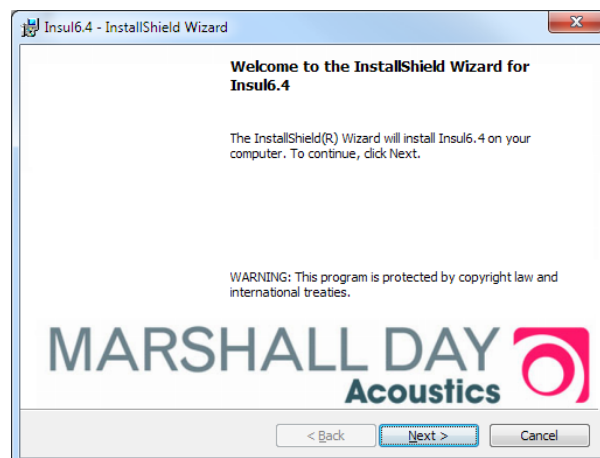 Insul6.4 - InstallShield Wizard
Welcome to the InstallShield Wizard for
Insul6.4
The InstallShield(R) Wizard will install Insul6.4 on your
computer. To continue, click Next.
WARNING: This program is protected by copyright law and
international treaties.
MARSHALL DAY
Acoustics
< Back
Next >
Cancel